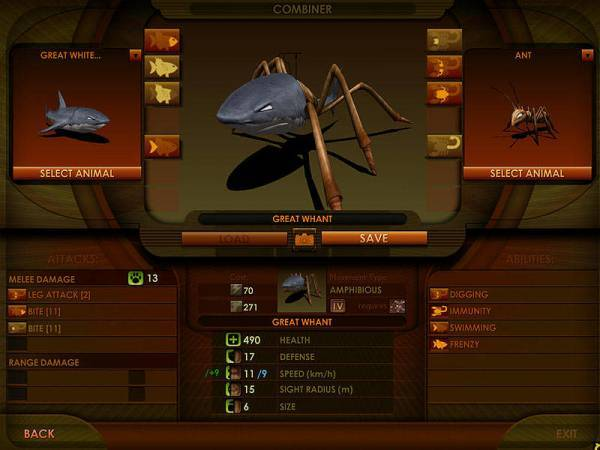 COMBINER
GREAT WHITE...
ANT
SELECT ANIMAL
SELECT ANIMAL
GREAT WHANT
LOAD
SAVE
ATTACKS:
ABILITIES:
MELEE DAMAGE 13
LEG ATTACK [2]
BITE [11]
BITE [11]
RANGE DAMAGE
Cost
70
271
Movement Type
AMPHIBIOUS
LV requires
GREAT WHANT
490 HEALTH
17 DEFENSE
/+9 11 /9 SPEED (km/h)
15 SIGHT RADIUS (m)
6 SIZE
DIGGING
IMMUNITY
SWIMMING
FRENZY
BACK
EXIT